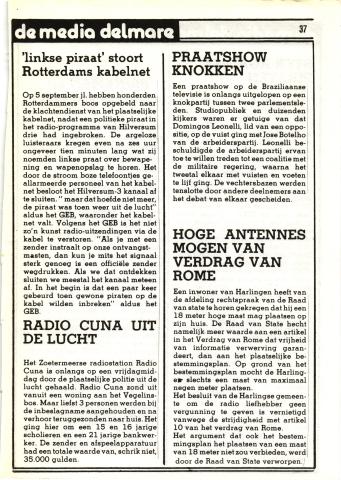 de media delmare
37
'linkse piraat' stoort
Rotterdams kabelnet
Op 5 september jl. hebben honderden
Rotterdammers boos opgebeld naar
de klachtendienst van het plaatselijke
kabelnet, nadat een politieke piraat in
het radio-programma van Hilversum
drie had ingebroken. De argeloze
luisteraars kregen even na zes uur
ongeveer tien minuten lang wat zij
noemden linkse praat over bewape-
ning en wapenopslag te horen. Het
door de stroom boze telefoontjes ge-
allarmeerde personeel van het kabel-
net besloot het Hilversum-3 kanaal af
te sluiten. " maar dat hoefde niet meer,
de piraat was toen weer uit de lucht"
aldus het GEB, waaronder het kabel-
net valt. Volgens het GEB is het niet
zo'n kunst radio-uitzendingen via de
kabel te verstoren. "Als je met een
zender instraalt op onze ontvangst-
masten, dan kun je mits het signaal
sterk genoeg is een officiële zender
wegdrukken. Als we dat ontdekken
sluiten we meestal het kanaal meteen
af. In het begin is dat een paar keer
gebeurd toen gewone piraten op de
kabel wilden inbreken" aldus het
GEB.
RADIO CUNA UIT
DE LUCHT
Het Zoetermeerse radiostation Radio
Cuna is onlangs op een vrijdagmid-
dag door de plaatselijke politie uit de
lucht gehaald. Radio Cuna zond uit
vanuit een woning aan het Vegelins-
bos. Maar liefst 3 personen werden bij
de inbeslagname aangehouden en na
verhoor teruggezonden naar huis. Het
ging hier om een 15 en 16 jarige
scholieren en een 21 jarige bankwer-
ker. De zender en afspeelapparatuur
had een totale waarde van, schrik niet,
35.000 gulden.
PRAATSHOW
KNOKKEN
Een praatshow op de Braziliaanse
televisie is onlangs uitgelopen op een
knokpartij tussen twee parlementsle-
den. Studiopubliek en duizenden
kijkers waren er getuige van dat
Domingos Leonelli, lid van een oppo-
sitie, op de vuist ging met Jose Botelho
van de arbeiderspartij. Leonelli be-
schuldigde de arbeiderspartij ervan
toe te willen treden tot een coalitie met
de militaire regering, waarna het
tweetal elkaar met vuisten en voeten
te lijf ging. De vechtersbazen werden
tenslotte door andere deelnemers aan
het debat van elkaar gescheiden.
HOGE ANTENNES
MOGEN VAN
VERDRAG VAN
ROME
Een inwoner van Harlingen heeft van
de afdeling rechtspraak van de Raad
van state te horen gekregen dat hij een
18 meter hoge mast mag plaatsen op
zijn huis. De Raad van State hecht
namelijk meer waarde aan een artikel
in het Verdrag van Rome dat vrijheid
van informatie verwerving garan-
deert, dan aan het plaatselijke be-
stemmingsplan. Op grond van het
bestemmingsplan mocht de Harling-
er slechts een mast van maximaal
negen meter plaatsen.
Het besluit van de Harlingse gemeen-
te om de radio liefhebber geen
vergunning te geven is vernietigd
vanwege de strijdigheid met artikel
10 van het verdrag van Rome.
Het argument dat ook het bestem-
mingsplan het plaatsen van een mast
van 18 meter niet zou verbieden, werd
door de Raad van State verworpen.